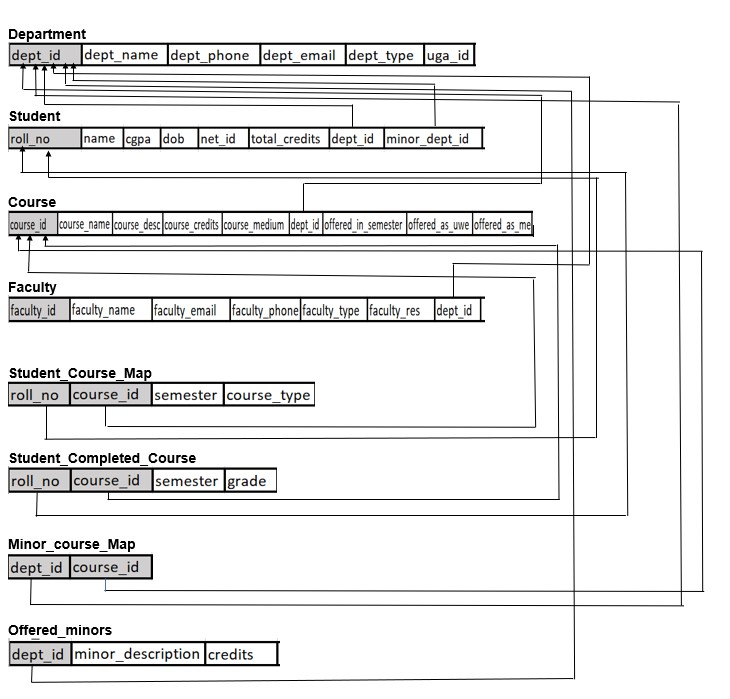 Department
dept_id dept_name dept_phone dept_email dept_type uga_id
Student
roll_no name cgpa dob net_id total_credits dept_id minor_dept_id
Course
course_id course_name course_desc course_credits course_medium dept_id offered_in_semester offered_as_uwe offered_as_me
Faculty
faculty_id faculty_name faculty_email faculty_phone faculty_type faculty_res dept_id
Student_Course_Map
roll_no course_id semester course_type
Student_Completed_Course
roll_no course_id semester grade
Minor_course_Map
dept_id course_id
Offered_minors
dept_id minor_description credits